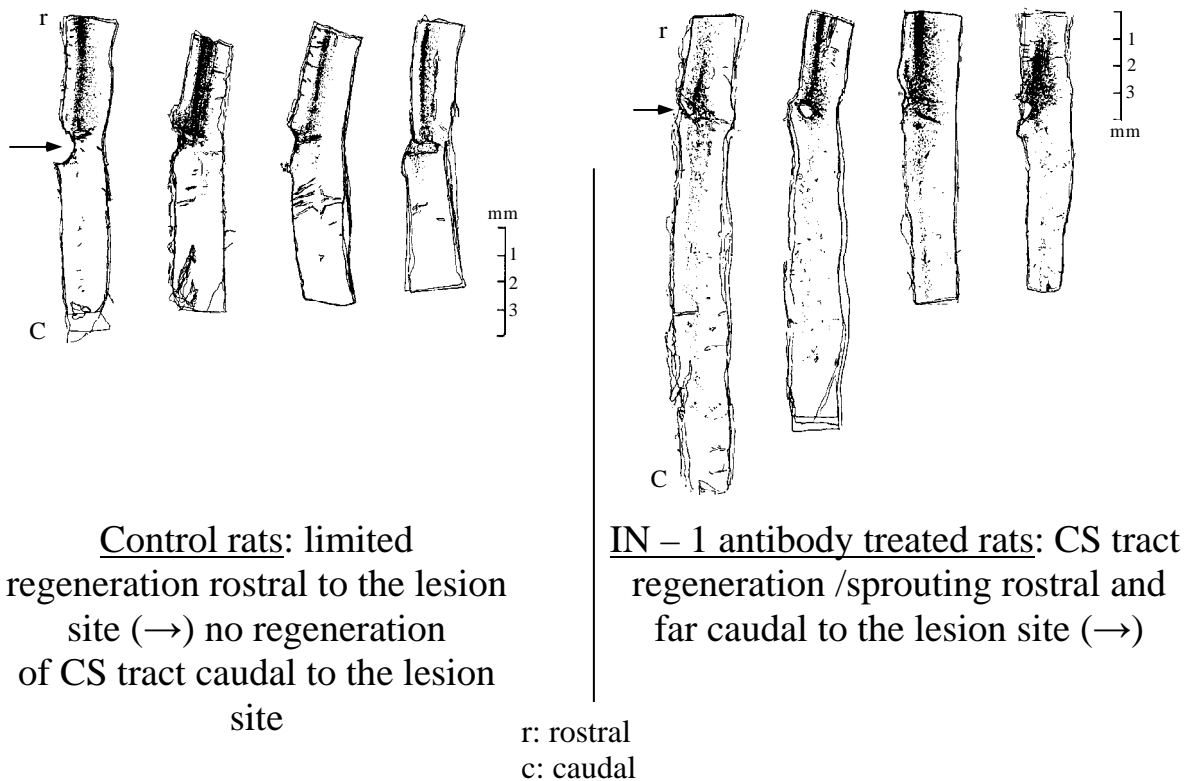 r
mm
1
2
3
C
r
1
2
3
mm
C
Control rats: limited
regeneration rostral to the lesion
site (→) no regeneration
of CS tract caudal to the lesion
site
IN – 1 antibody treated rats: CS tract
regeneration /sprouting rostral and
far caudal to the lesion site (→)
r: rostral
c: caudal